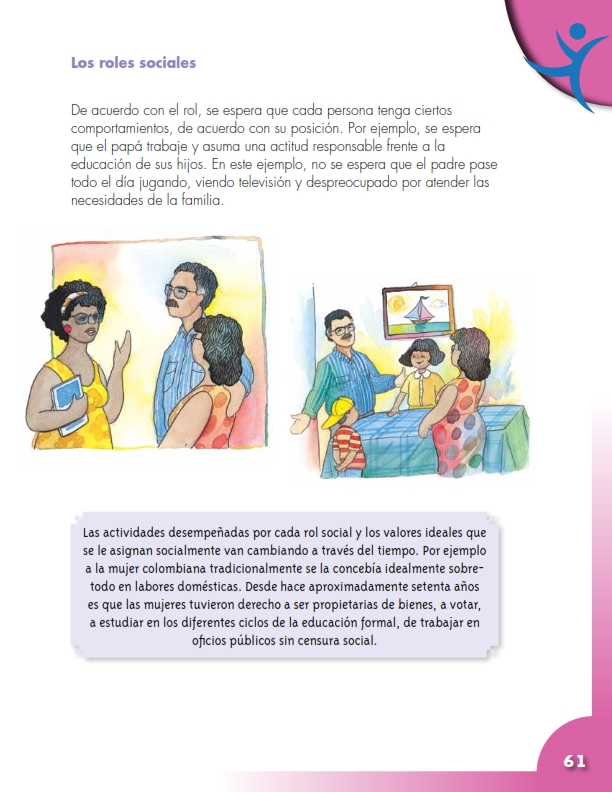 Los roles sociales
De acuerdo con el rol, se espera que cada persona tenga ciertos
comportamientos, de acuerdo con su posición. Por ejemplo, se espera
que el papá trabaje y asuma una actitud responsable frente a la
educación de sus hijos. En este ejemplo, no se espera que el padre pase
todo el día jugando, viendo televisión y despreocupado por atender las
necesidades de la familia.
Las actividades desempeñadas por cada rol social y los valores ideales que
se le asignan socialmente van cambiando a través del tiempo. Por ejemplo
a la mujer colombiana tradicionalmente se la concebía idealmente sobre-
todo en labores domésticas. Desde hace aproximadamente setenta años
es que las mujeres tuvieron derecho a ser propietarias de bienes, a votar,
a estudiar en los diferentes ciclos de la educación formal, de trabajar en
oficios públicos sin censura social.
61